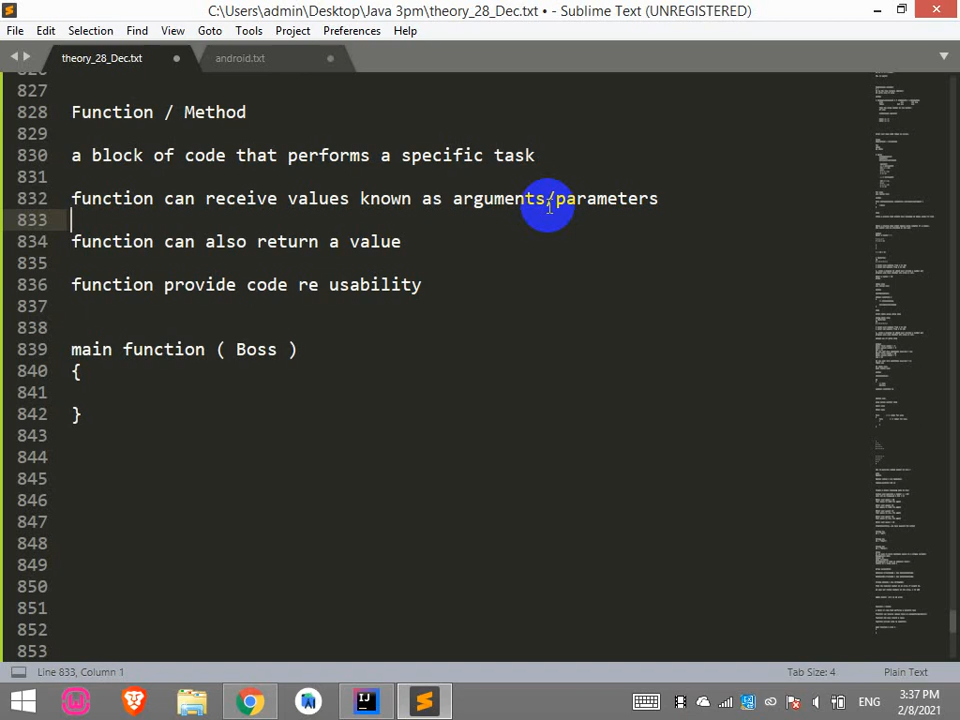 C:\Users\admin\Desktop\Java 3pm\theory_28_Dec.txt • - Sublime Text (UNREGISTERED)
File Edit Selection Find View Goto Tools Project Preferences Help
theory_28_Dec.txt android.txt
827
828 Function / Method
829
830 a block of code that performs a specific task
831
832 function can receive values known as arguments/parameters
833
834 function can also return a value
835
836 function provide code re usability
837
838
839 main function ( Boss )
840 {
841
842 }
843
844
845
846
847
848
849
850
851
852
853
Line 833, Column 1 Tab Size: 4 Plain Text
ENG 3:37 PM
2/8/2021